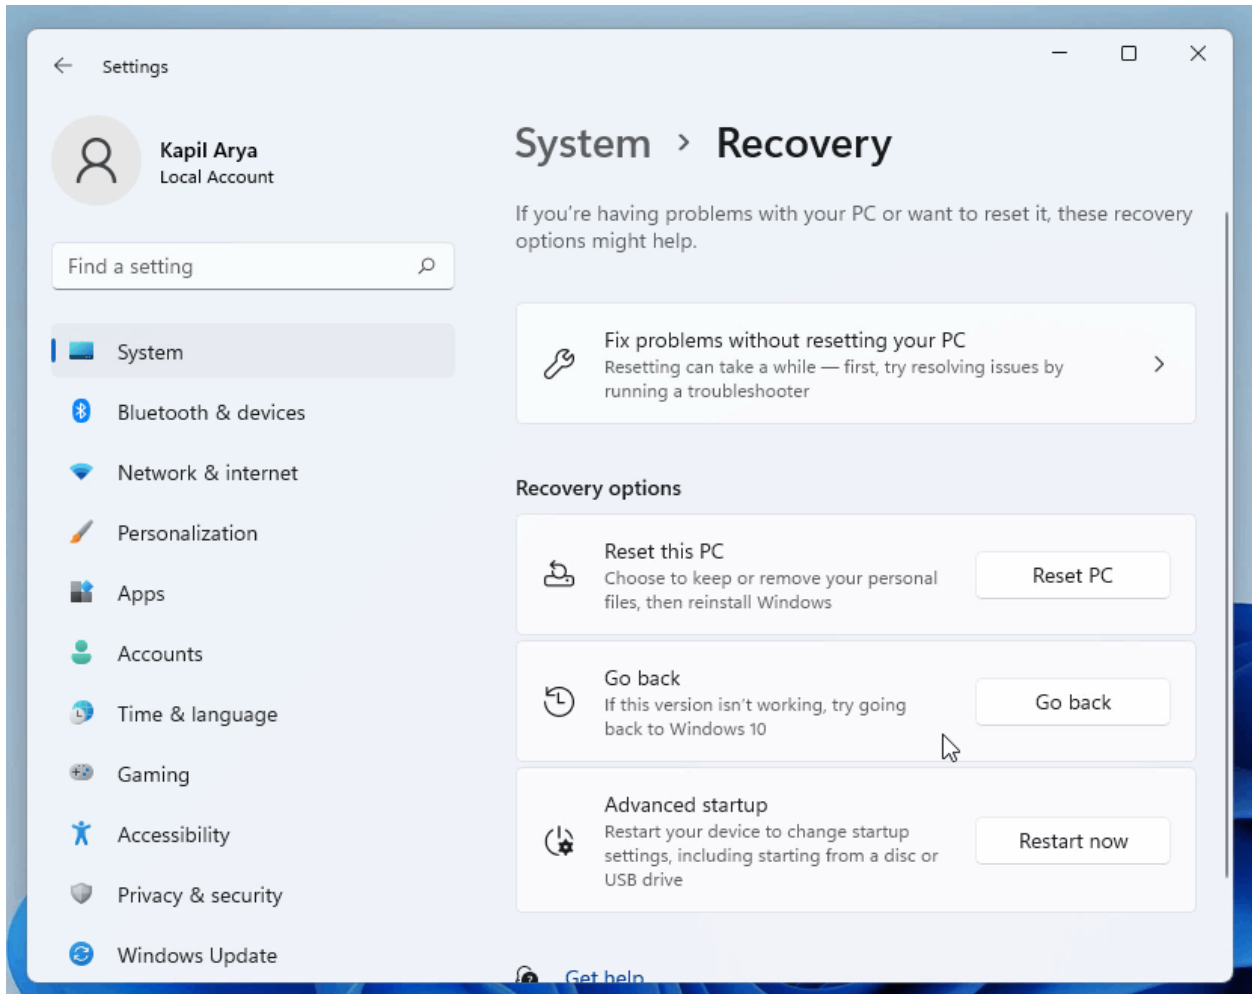 Settings
Kapil Arya
Local Account
Find a setting
System
Bluetooth & devices
Network & internet
Personalization
Apps
Accounts
Time & language
Gaming
Accessibility
Privacy & security
Windows Update
System > Recovery
If you're having problems with your PC or want to reset it, these recovery
options might help.
Fix problems without resetting your PC
Resetting can take a while — first, try resolving issues by
running a troubleshooter
Recovery options
Reset this PC
Choose to keep or remove your personal
files, then reinstall Windows
Reset PC
Go back
If this version isn't working, try going
back to Windows 10
Go back
Advanced startup
Restart your device to change startup
settings, including starting from a disc or
USB drive
Restart now
Get help